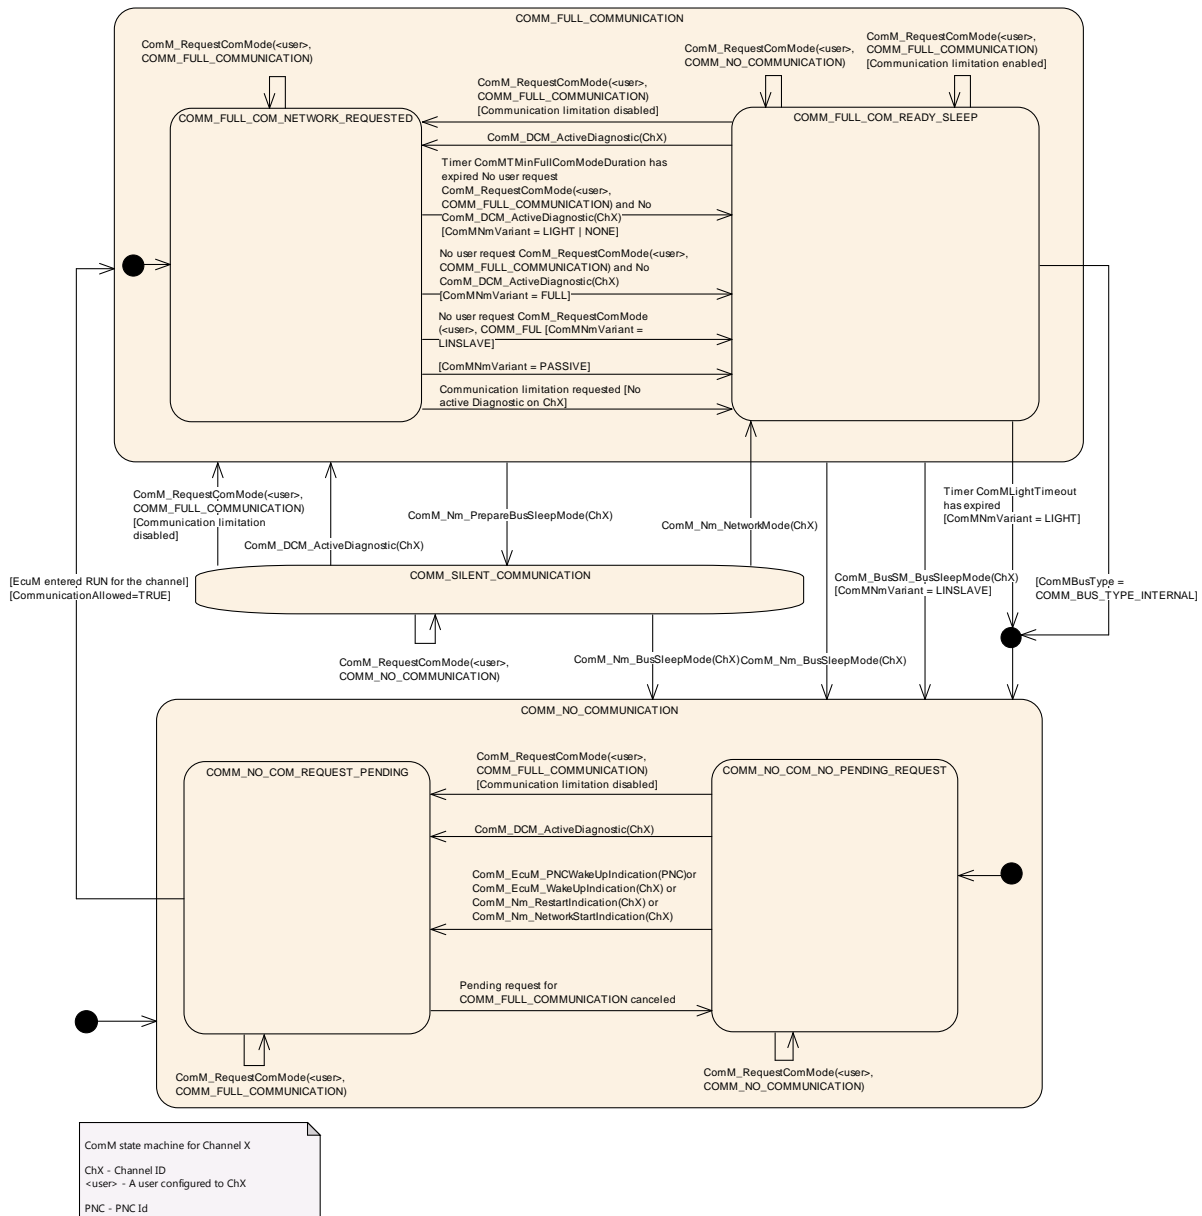 COMM_FULL_COMMUNICATION
ComM_RequestComMode(<user>,
COMM_FULL_COMMUNICATION)
ComM_RequestComMode(<user>,
COMM_NO_COMMUNICATION)
ComM_RequestComMode(<user>,
COMM_FULL_COMMUNICATION)
[Communication limitation enabled]
ComM_RequestComMode(<user>,
COMM_FULL_COMMUNICATION)
[Communication limitation disabled]
COMM_FULL_COM_NETWORK_REQUESTED
COMM_FULL_COM_READY_SLEEP
ComM_DCM_ActiveDiagnostic(ChX)
Timer ComMTMinFullComModeDuration has
expired No user request
ComM_RequestComMode(<user>,
COMM_FULL_COMMUNICATION) and No
ComM_DCM_ActiveDiagnostic(ChX)
[ComMNmVariant = LIGHT | NONE]
No user request ComM_RequestComMode(<user>,
COMM_FULL_COMMUNICATION) and No
ComM_DCM_ActiveDiagnostic(ChX)
[ComMNmVariant = FULL]
No user request ComM_RequestComMode
(<user>, COMM_FUL [ComMNmVariant =
LINSLAVE]
[ComMNmVariant = PASSIVE]
Communication limitation requested [No
active Diagnostic on ChX]
ComM_RequestComMode(<user>,
COMM_FULL_COMMUNICATION)
[Communication limitation
disabled]
ComM_DCM_ActiveDiagnostic(ChX)
ComM_Nm_PrepareBusSleepMode(ChX)
ComM_Nm_NetworkMode(ChX)
Timer ComMLightTimeout
has expired
[ComMNmVariant = LIGHT]
[EcuM entered RUN for the channel]
[CommunicationAllowed=TRUE]
COMM_SILENT_COMMUNICATION
ComM_BusSM_BusSleepMode(ChX)
[ComMNmVariant = LINSLAVE]
[ComMBusType =
COMM_BUS_TYPE_INTERNAL]
ComM_RequestComMode(<user>,
COMM_NO_COMMUNICATION)
ComM_Nm_BusSleepMode(ChX)
ComM_Nm_BusSleepMode(ChX)
COMM_NO_COMMUNICATION
COMM_NO_COM_REQUEST_PENDING
COMM_NO_COM_NO_PENDING_REQUEST
ComM_RequestComMode(<user>,
COMM_FULL_COMMUNICATION)
[Communication limitation disabled]
ComM_DCM_ActiveDiagnostic(ChX)
ComM_EcuM_PNCWakeUpIndication(PNC)or
ComM_EcuM_WakeUpIndication(ChX) or
ComM_Nm_RestartIndication(ChX) or
ComM_Nm_NetworkStartIndication(ChX)
Pending request for
COMM_FULL_COMMUNICATION canceled
ComM_RequestComMode(<user>,
COMM_FULL_COMMUNICATION)
ComM_RequestComMode(<user>,
COMM_NO_COMMUNICATION)
ComM state machine for Channel X
ChX - Channel ID
<user> - A user configured to ChX
PNC - PNC Id